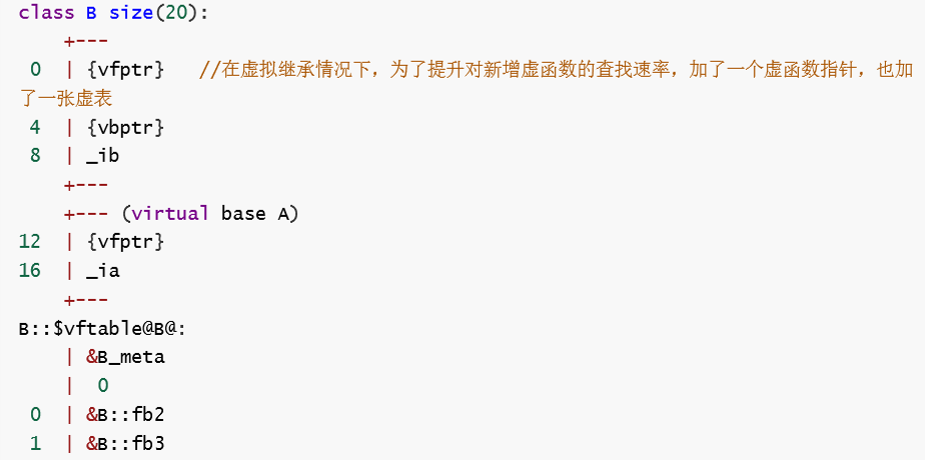 class B size(20):
    +---
 0  | {vfptr}   //在虚拟继承情况下，为了提升对新增虚函数的查找速率，加了一个虚函数指针，也加
了一张虚表
 4  | {vbptr}
 8  | _ib
    +---
    +--- (virtual base A)
12  | {vfptr}
16  | _ia
    +---
B::$vftable@B@:
    | &B_meta
    |  0
 0  | &B::fb2
 1  | &B::fb3